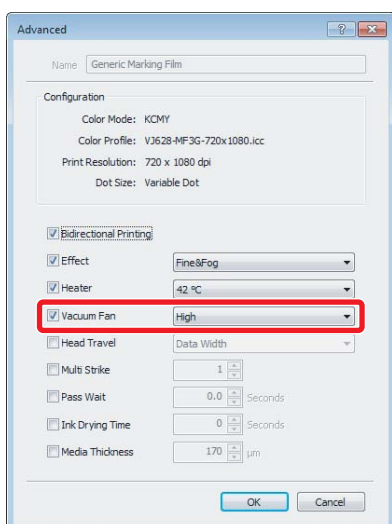 Advanced
Name Generic Marking Film
Configuration
Color Mode: KCMY
Color Profile: VJ628-MF3G-720x1080.icc
Print Resolution: 720 x 1080 dpi
Dot Size: Variable Dot
Bidirectional Printing
Effect Fine&Fog
Heater 42 ºC
Vacuum Fan High
Head Travel Data Width
Multi Strike 1
Pass Wait 0.0 Seconds
Ink Drying Time 0 Seconds
Media Thickness 170 µm
OK Cancel